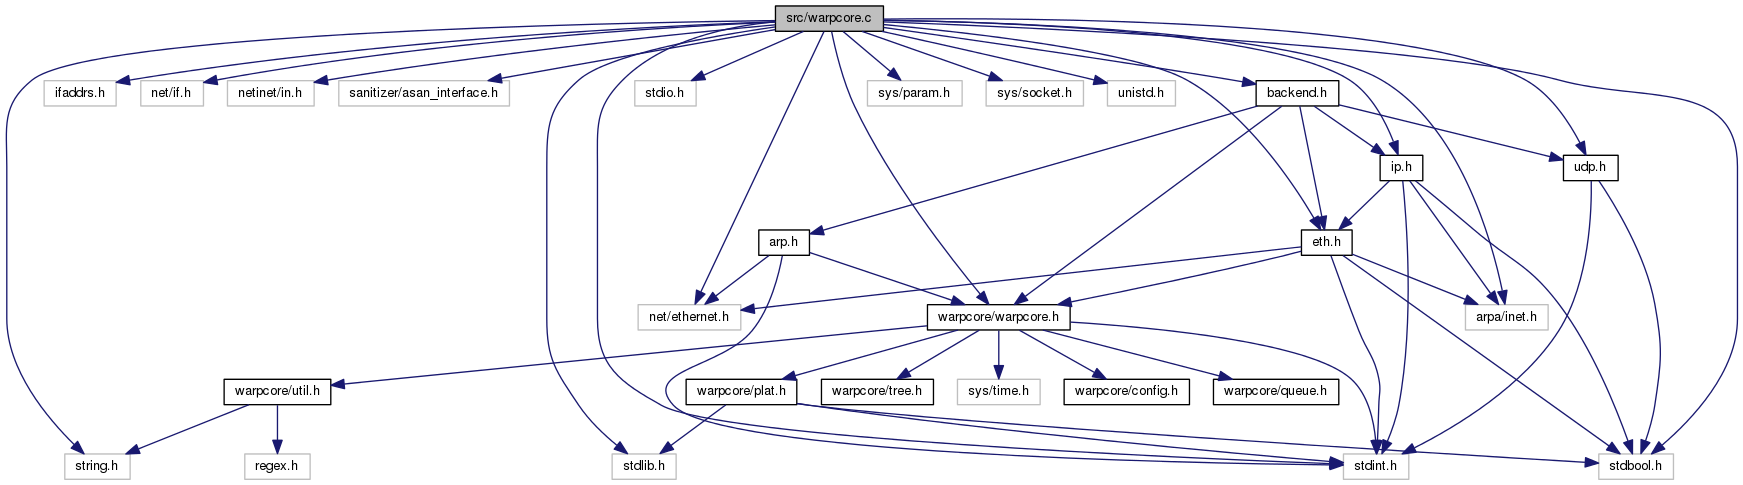 src/warpcore.c
ifaddrs.h
net/if.h
netinet/in.h
sanitizer/asan_interface.h
stdio.h
sys/param.h
sys/socket.h
unistd.h
backend.h
ip.h
udp.h
arp.h
eth.h
net/ethernet.h
warpcore/warpcore.h
arpa/inet.h
warpcore/util.h
warpcore/plat.h
warpcore/tree.h
sys/time.h
warpcore/config.h
warpcore/queue.h
string.h
regex.h
stdlib.h
stdint.h
stdbool.h